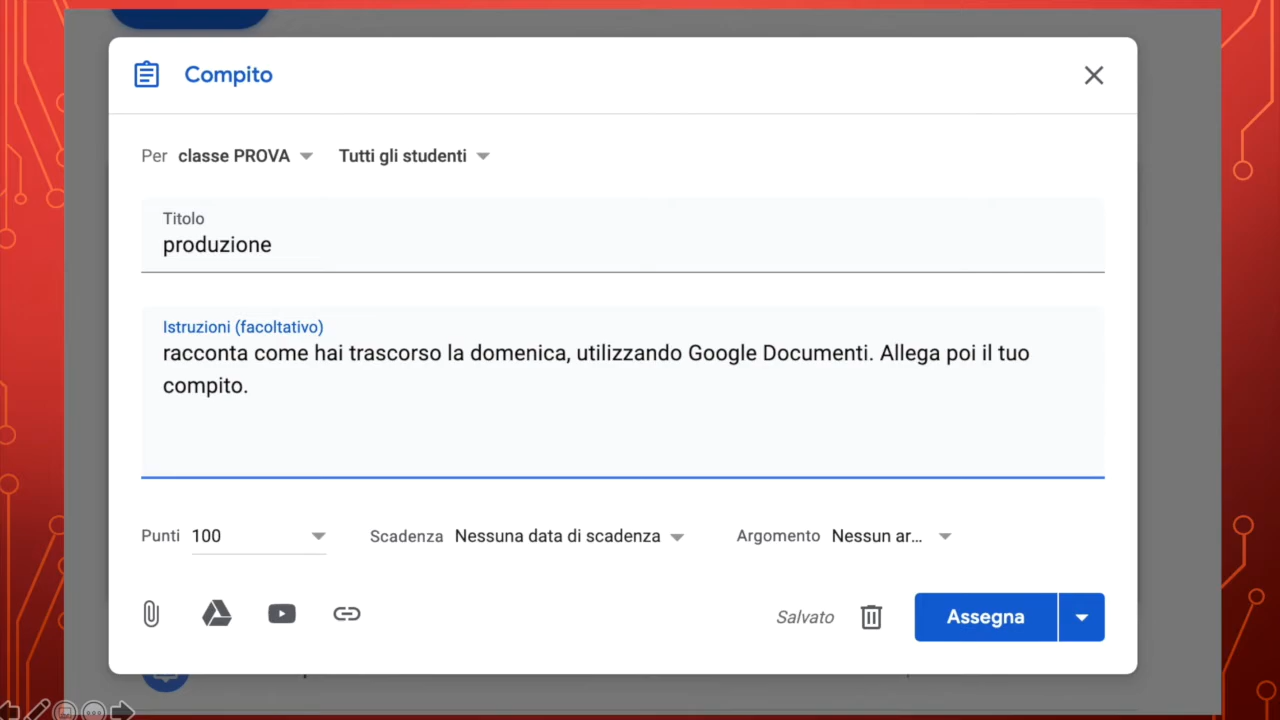 Compito
Per classe PROVA Tutti gli studenti
Titolo
produzione
Istruzioni (facoltativo)
racconta come hai trascorso la domenica, utilizzando Google Documenti. Allega poi il tuo
compito.
Punti 100 Scadenza Nessuna data di scadenza Argomento Nessun ar...
Salvato Assegna